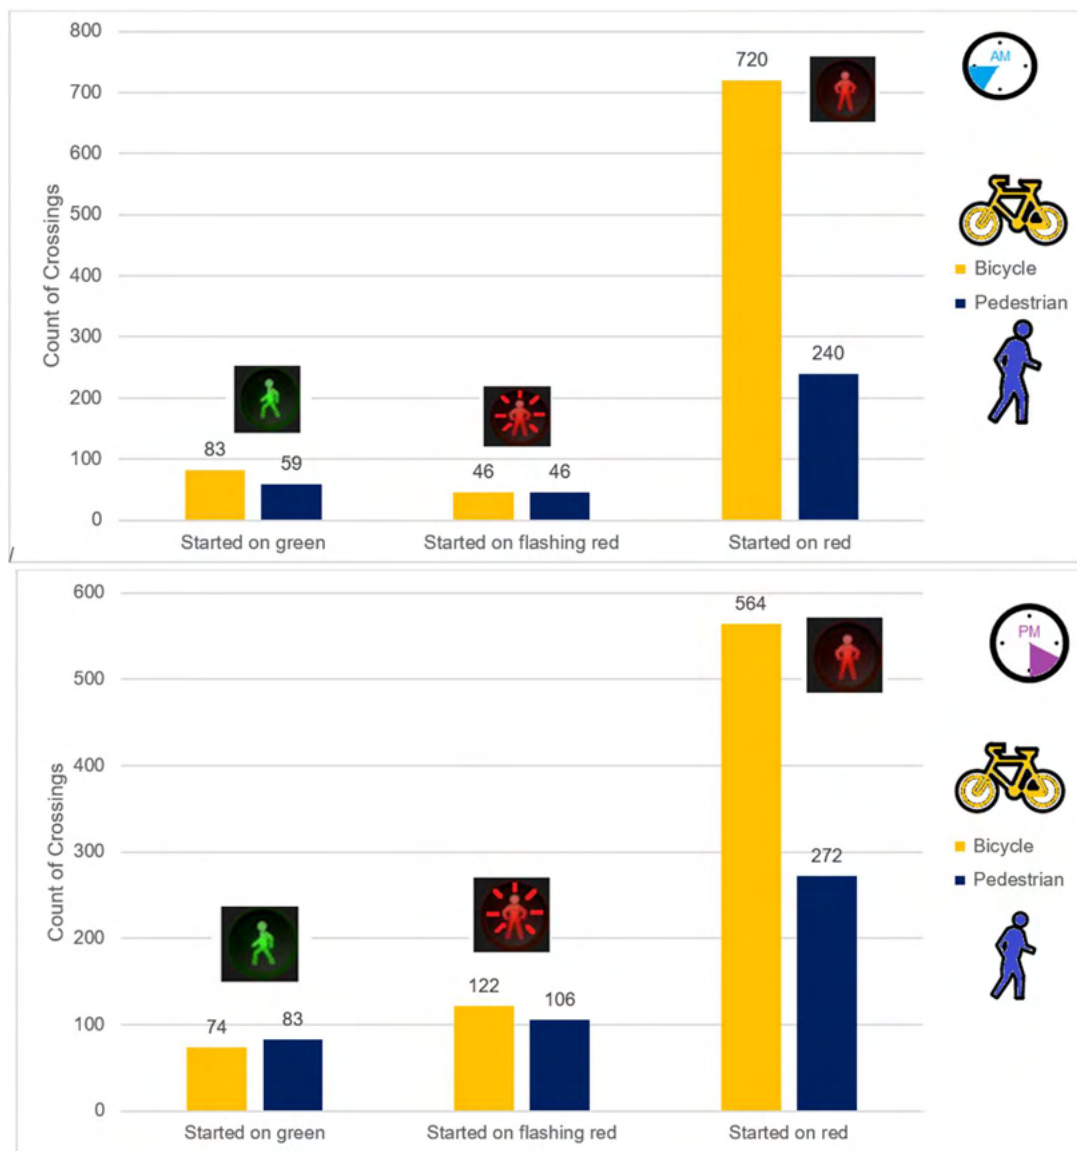 800
720
AM
700
600
500
Bicycle
400
Pedestrian
300
240
200
83
59
46
46
100
0
Count of Crossings
Started on green
Started on flashing red
Started on red
/
600
564
PM
500
400
Bicycle
300
272
Pedestrian
200
122
106
74
83
100
0
Count of Crossings
Started on green
Started on flashing red
Started on red